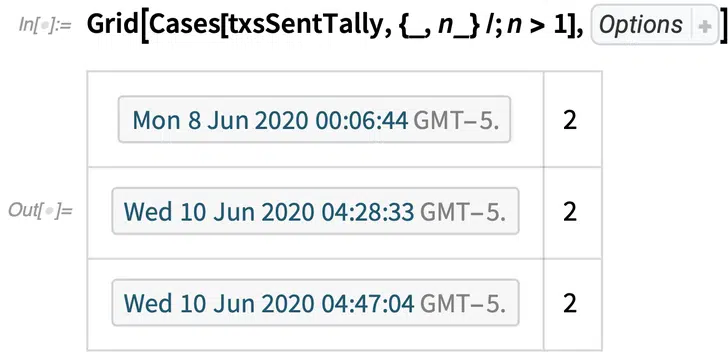 In[•]:= Grid[Cases[txsSentTally, {_, n_} /; n > 1], Options +]
Mon 8 Jun 2020 00:06:44 GMT−5. 2
Out[•]= Wed 10 Jun 2020 04:28:33 GMT−5. 2
Wed 10 Jun 2020 04:47:04 GMT−5. 2